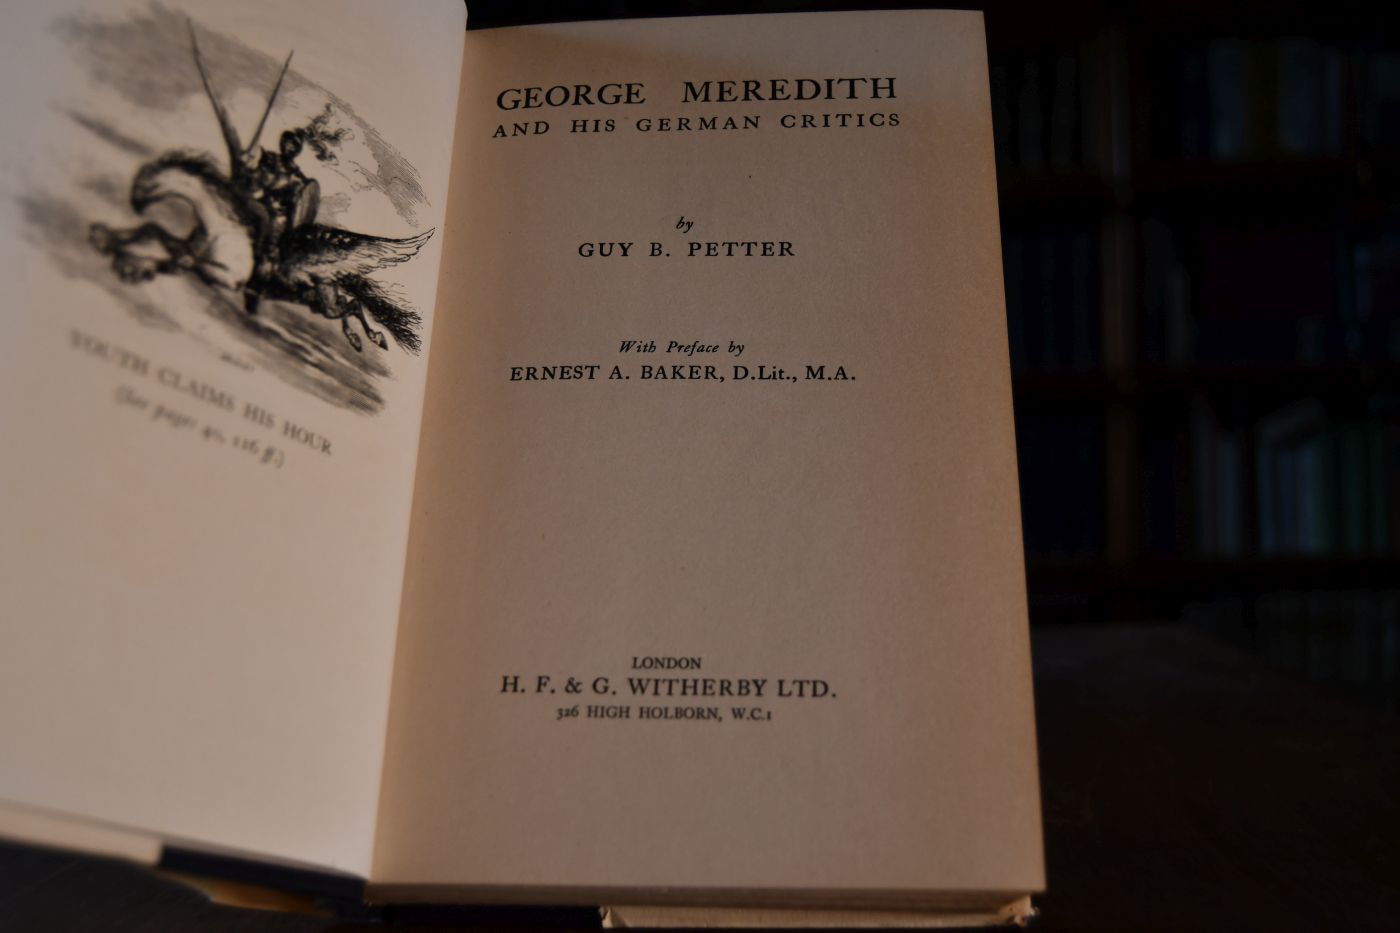 YOUTH CLAIMS HIS HOUR
(See pages 40, 116 ff.)
GEORGE MEREDITH
AND HIS GERMAN CRITICS
by
GUY B. PETTER
With Preface by
ERNEST A. BAKER, D.Lit., M.A.
LONDON
H. F. & G. WITHERBY LTD.
326 HIGH HOLBORN, W.C.1